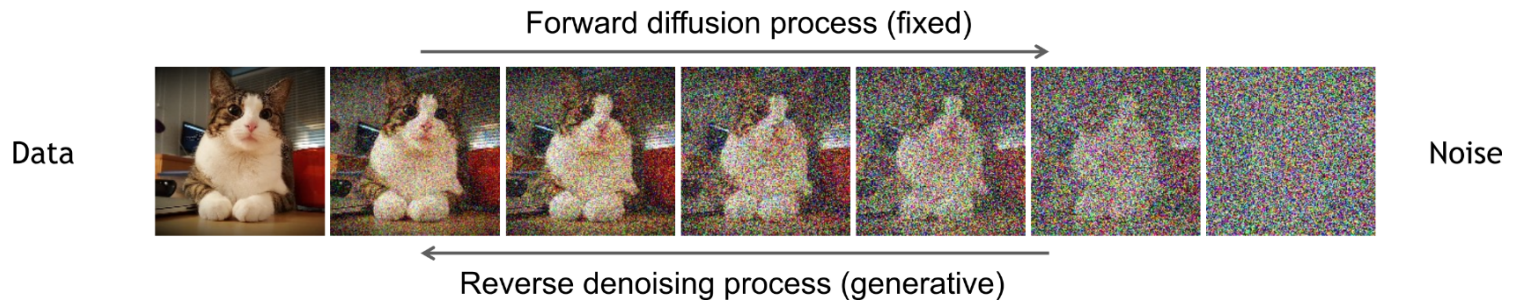 Forward diffusion process (fixed)
Data
Noise
Reverse denoising process (generative)